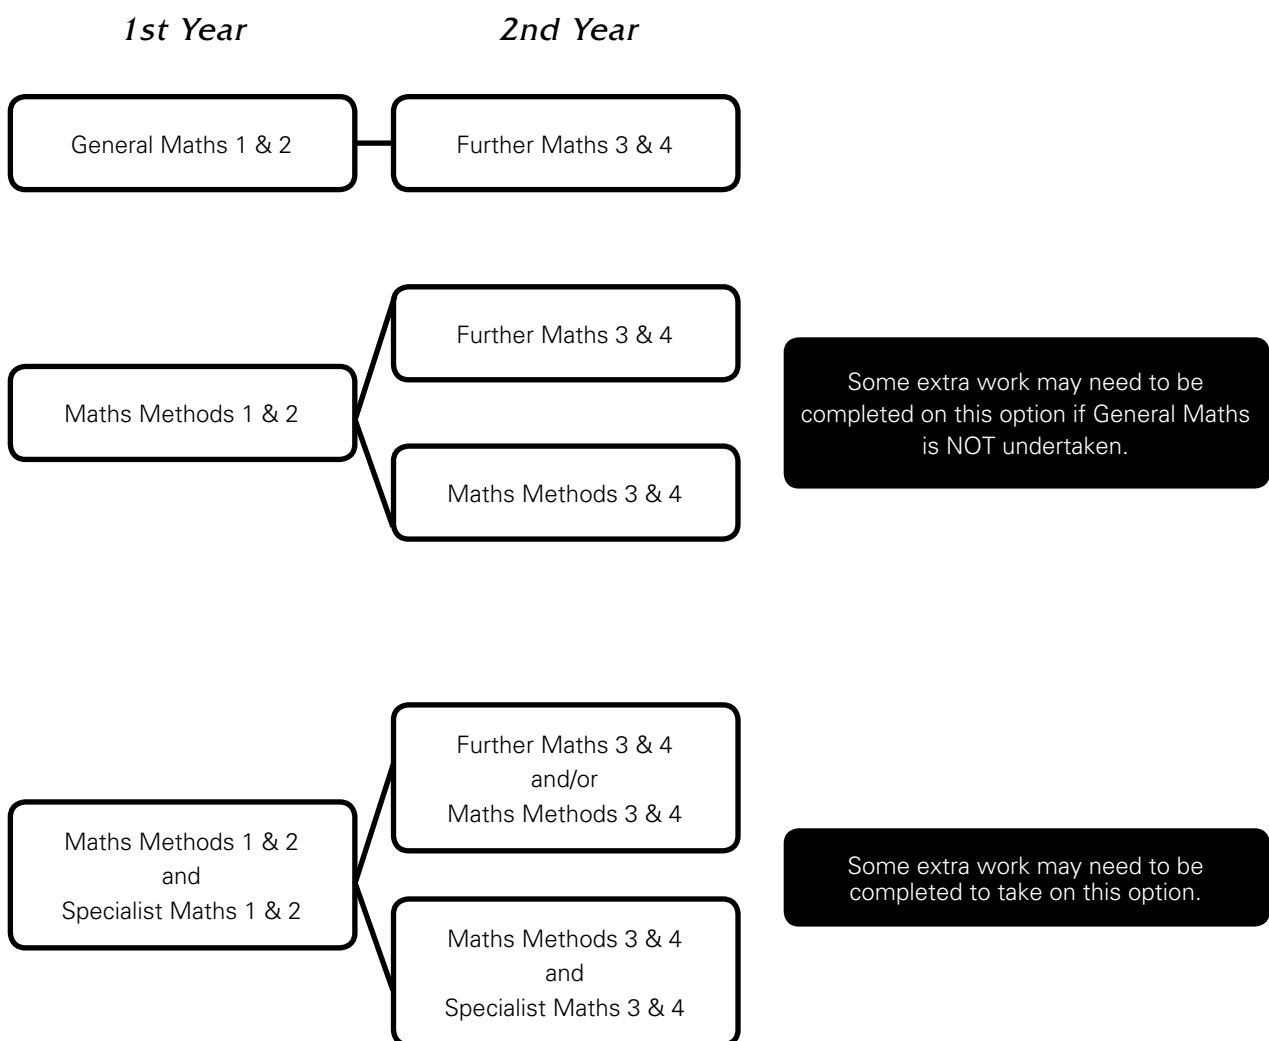 1st Year
2nd Year
General Maths 1 & 2
Further Maths 3 & 4
Maths Methods 1 & 2
Further Maths 3 & 4
Maths Methods 3 & 4
Some extra work may need to be
completed on this option if General Maths
is NOT undertaken.
Maths Methods 1 & 2
and
Specialist Maths 1 & 2
Further Maths 3 & 4
and/or
Maths Methods 3 & 4
Maths Methods 3 & 4
and
Specialist Maths 3 & 4
Some extra work may need to be
completed to take on this option.